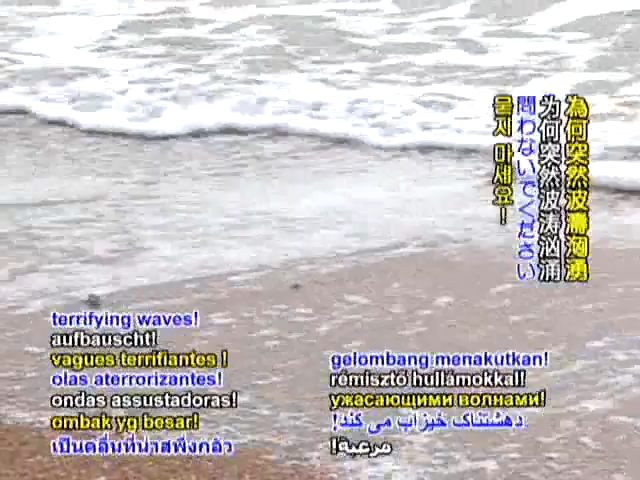 為何突然波濤洶湧
为何突然波涛汹涌
問わないでください
묻지 마세요!
terrifying waves!
aufbauscht!
vagues terrifiantes !
olas aterrorizantes!
ondas assustadoras!
ombak yg besar!
เป็นคลื่นที่น่าสพึงกลัว
gelombang menakutkan!
rémisztó hullámokkal!
ужасающими волнами!
دهشتناک خیزاب می کند!
مرعبة!